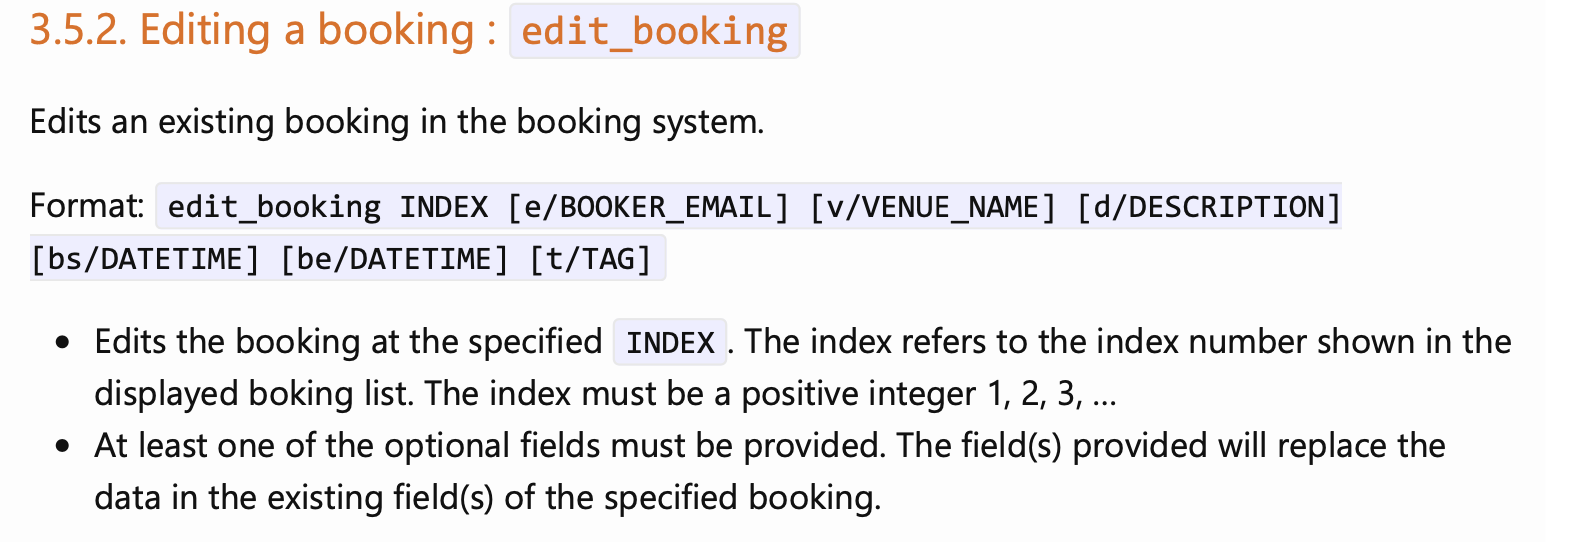 3.5.2. Editing a booking : edit_booking
Edits an existing booking in the booking system.
Format: edit_booking INDEX [e/BOOKER_EMAIL] [v/VENUE_NAME] [d/DESCRIPTION]
[bs/DATETIME] [be/DATETIME] [t/TAG]
• Edits the booking at the specified INDEX. The index refers to the index number shown in the
displayed boking list. The index must be a positive integer 1, 2, 3, …
• At least one of the optional fields must be provided. The field(s) provided will replace the
data in the existing field(s) of the specified booking.